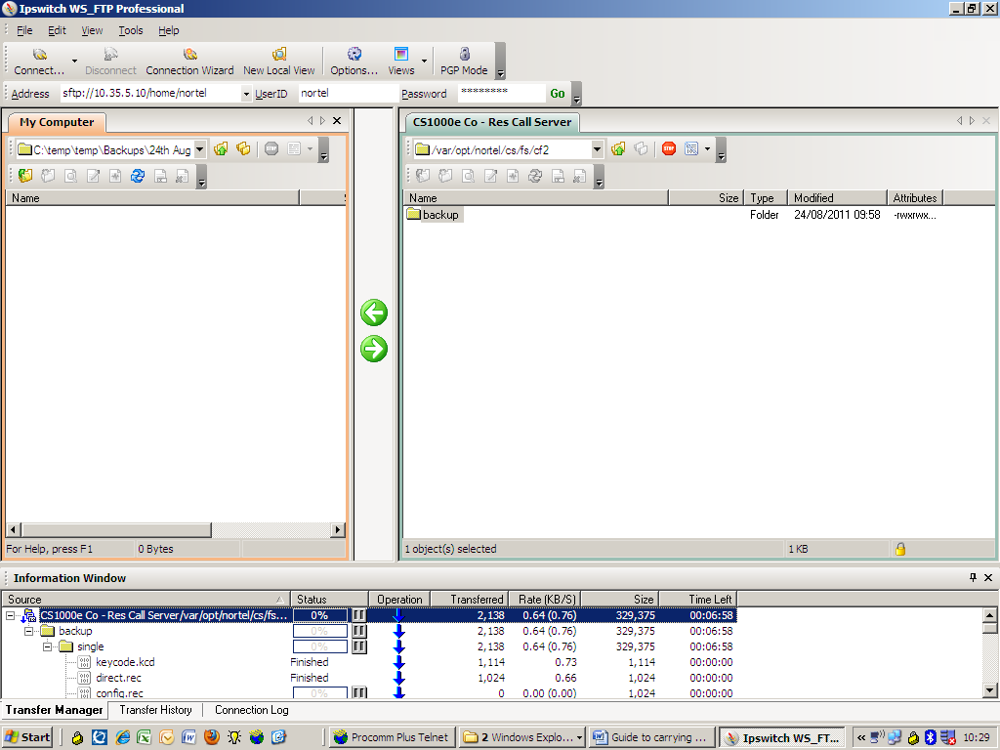 Ipswitch WS_FTP Professional
File Edit View Tools Help
Connect... Disconnect Connection Wizard New Local View Options... Views PGP Mode
Address sftp://10.35.5.10/home/nortel UserID nortel Password ******** Go
My Computer
C:\temp\temp\Backups\24th Aug
Name S
For Help, press F1 0 Bytes
CS1000e Co - Res Call Server
/var/opt/nortel/cs/fs/cf2
STOP
Name Size Type Modified Attributes
backup Folder 24/08/2011 09:58 -rwxrwx...
1 object(s) selected 1 KB
Information Window
Source Status Operation Transferred Rate (KB/S) Size Time Left
CS1000e Co - Res Call Server/var/opt/nortel/cs/fs... 0% 2,138 0.64 (0.76) 329,375 00:06:58
backup 0% 2,138 0.64 (0.76) 329,375 00:06:58
single 0% 2,138 0.64 (0.76) 329,375 00:06:58
keycode.kcd Finished 1,114 0.73 1,114 00:00:00
direct.rec Finished 1,024 0.66 1,024 00:00:00
config.rec 0% 0 0.00 (0.00) 1,024 00:00:00
Transfer Manager Transfer History Connection Log
Start Procomm Plus Telnet 2 Windows Explo... Guide to carrying ... Ipswitch WS_FT... 10:29